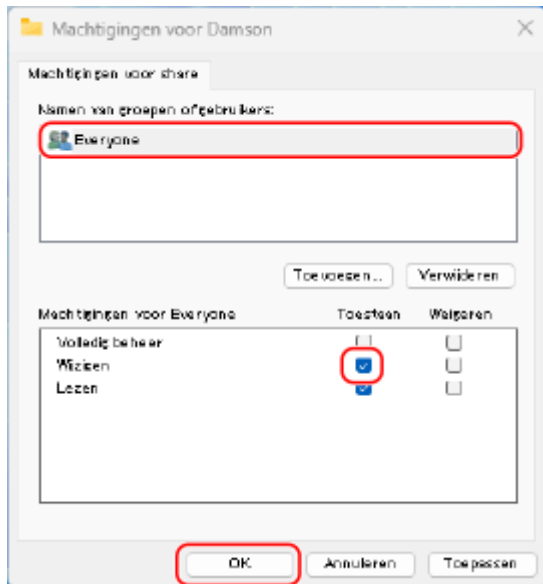 Machtigingen voor Damson
Machtigingen voor share
Namen van groepen of gebruikers:
Everyone
Toevoegen... Verwijderen
Machtigingen voor Everyone Toestaan Weigeren
Volledig beheer
Wijzigen
Lezen
OK Annuleren Toepassen